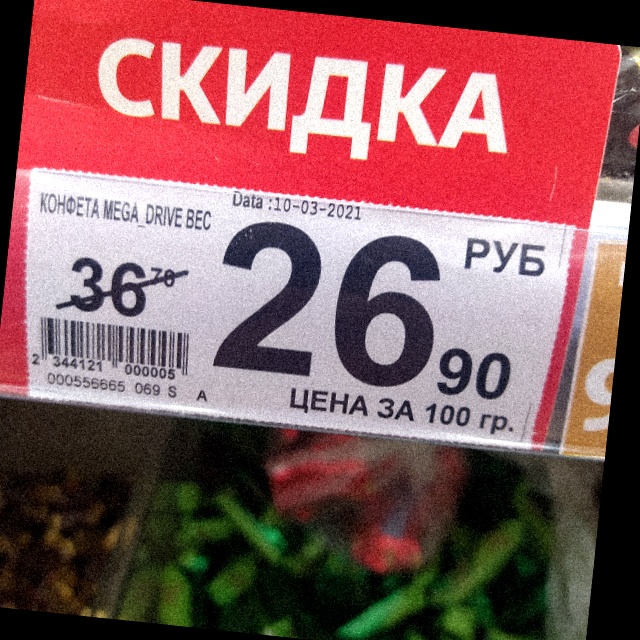 СКИДКА
КОНФЕТА MEGA_DRIVE ВЕС
Data :10-03-2021
36 70
26 90
РУБ
2 344121 000005
000556665 069 S A
ЦЕНА ЗА 100 гр.